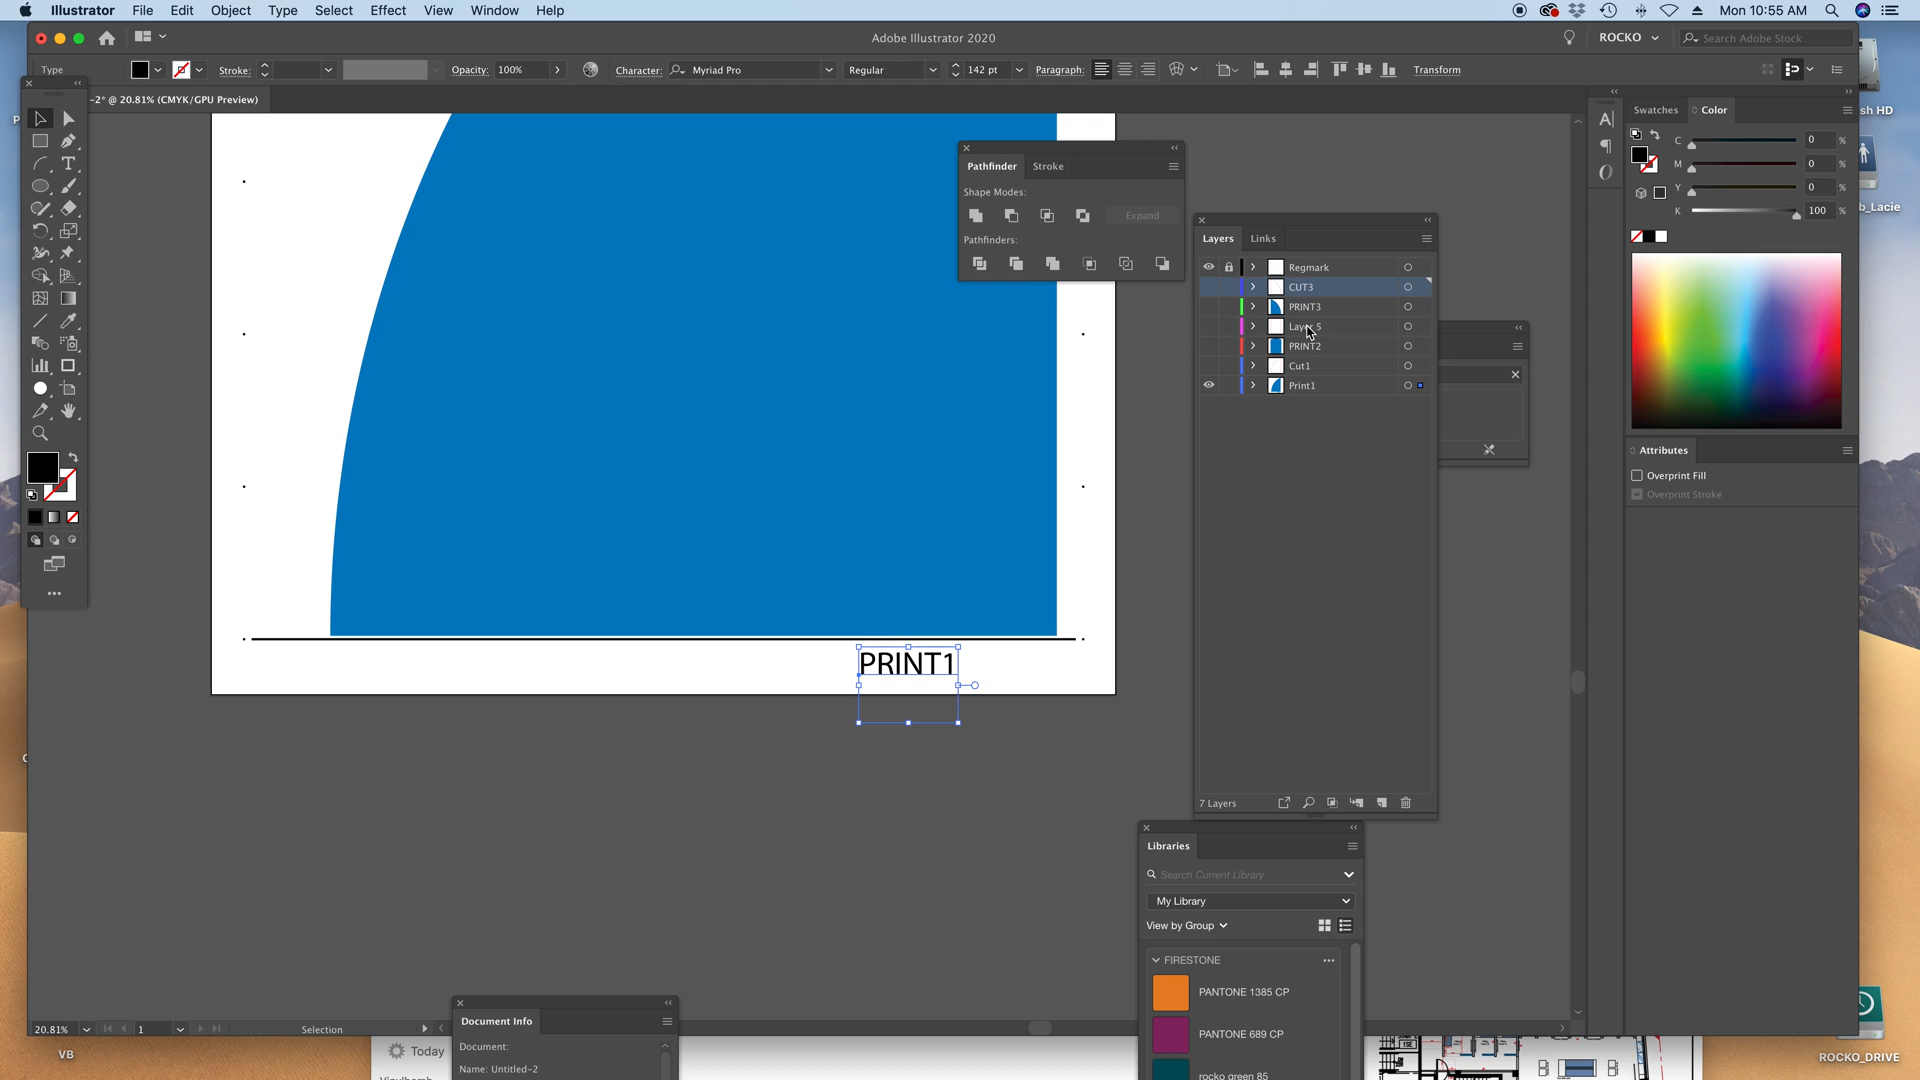 Illustrator File Edit Object Type Select Effect View Window Help
Mon 10:55 AM
Adobe Illustrator 2020
ROCKO
Search Adobe Stock
Type
Stroke:
Opacity: 100%
Character: Myriad Pro
Regular
142 pt
Paragraph:
Transform
-2* @ 20.81% (CMYK/GPU Preview)
Pathfinder Stroke
Shape Modes:
Expand
Pathfinders:
Layers Links
Regmark
CUT3
PRINT3
Layer 5
PRINT2
Cut1
Print1
7 Layers
Swatches Color
C 0 %
M 0 %
Y 0 %
K 100 %
Attributes
Overprint Fill
Overprint Stroke
PRINT1
Libraries
Search Current Library
My Library
View by Group
FIRESTONE
PANTONE 1385 CP
PANTONE 689 CP
rocko green 85
20.81%
1
Selection
Document Info
Document:
Name: Untitled-2
Today
VB
sh HD
b_Lacie
ROCKO_DRIVE